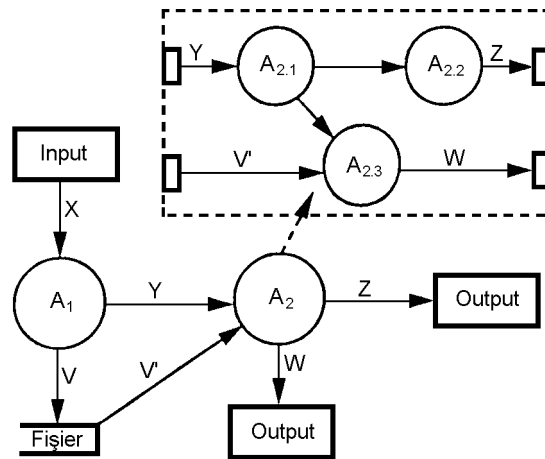 Y
A2.1
A2.2
Z
V'
A2.3
W
Input
X
A1
Y
A2
Z
Output
V
V'
W
Fişier
Output